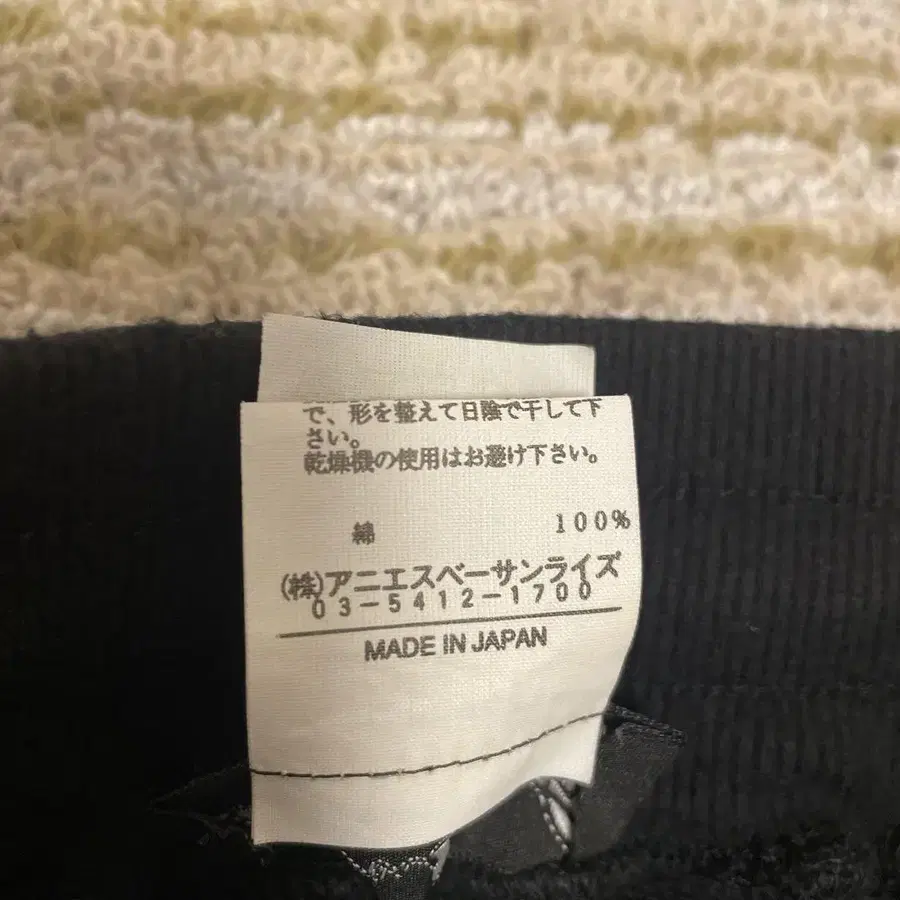 で、形を整えて日陰で干して下
さい。
乾燥機の使用はお避け下さい。
綿 100%
(株)アニエスベーサンライズ
03-5412-1700
MADE IN JAPAN